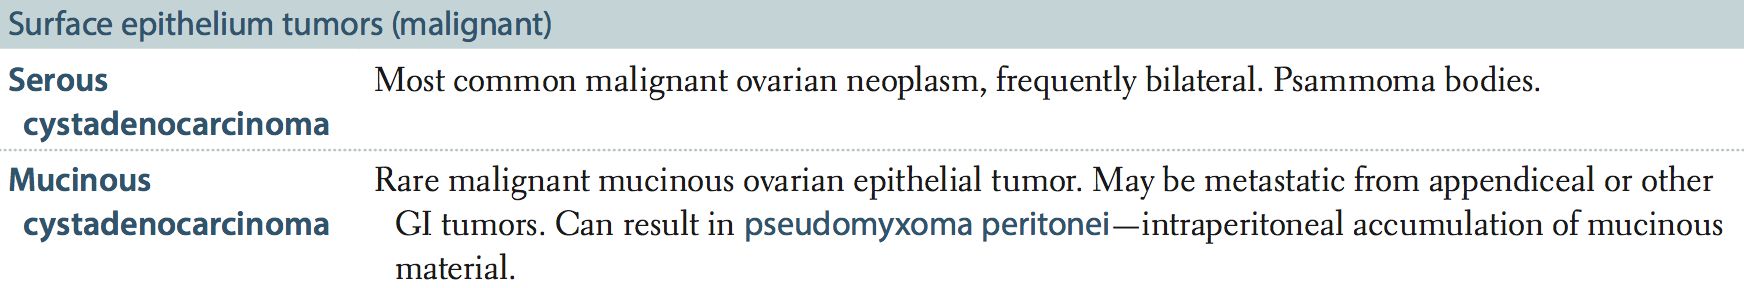 Surface epithelium tumors (malignant)
Serous
cystadenocarcinoma
Most common malignant ovarian neoplasm, frequently bilateral. Psammoma bodies.
Mucinous
cystadenocarcinoma
Rare malignant mucinous ovarian epithelial tumor. May be metastatic from appendiceal or other
GI tumors. Can result in pseudomyxoma peritonei—intraperitoneal accumulation of mucinous
material.